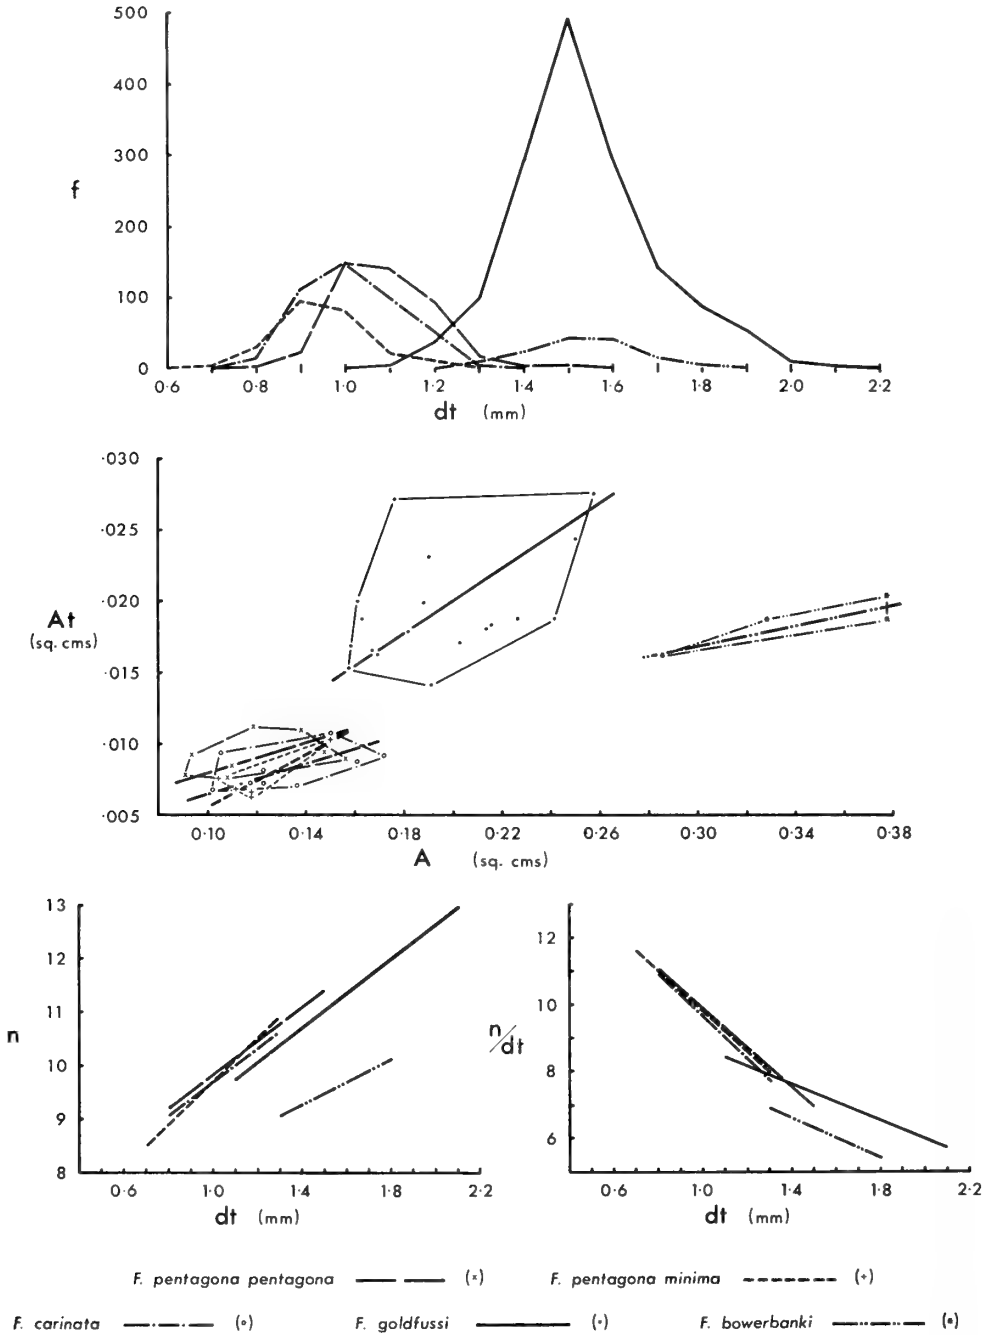 500
400
300
f
200
100
0
0·6 0·8 1·0 1·2 1·4 1·6 1·8 2·0 2·2
dt (mm)
·030
·025
At ·020
(sq. cms)
·015
·010
·005
0·10 0·14 0·18 0·22 0·26 0·30 0·34 0·38
A (sq. cms)
13
12
11
n
10
9
8
0·6 1·0 1·4 1·8 2·2
dt (mm)
12
10
n/dt
8
6
0·6 1·0 1·4 1·8 2·2
dt (mm)
F. pentagona pentagona (x) F. pentagona minima (+)
F. carinata (o) F. goldfussi (·) F. bowerbanki (■)